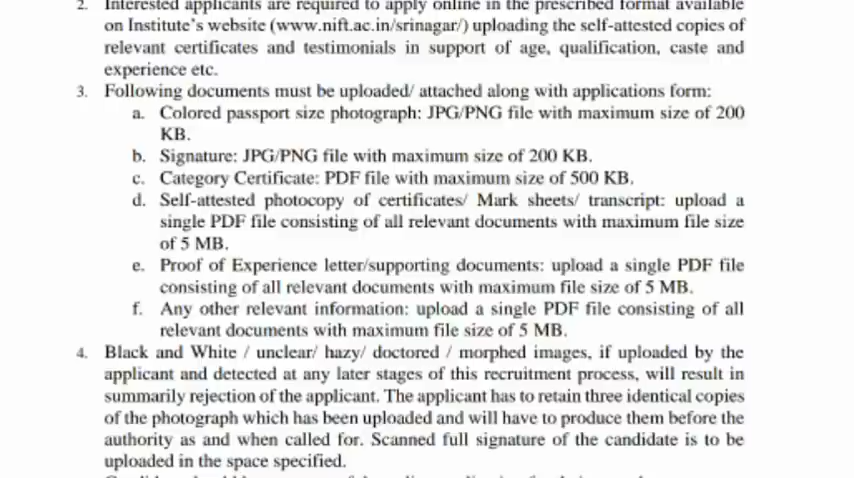 2. Interested applicants are required to apply online in the prescribed format available
on Institute's website (www.nift.ac.in/srinagar/) uploading the self-attested copies of
relevant certificates and testimonials in support of age, qualification, caste and
experience etc.
3. Following documents must be uploaded/ attached along with applications form:
a. Colored passport size photograph: JPG/PNG file with maximum size of 200
KB.
b. Signature: JPG/PNG file with maximum size of 200 KB.
c. Category Certificate: PDF file with maximum size of 500 KB.
d. Self-attested photocopy of certificates/ Mark sheets/ transcript: upload a
single PDF file consisting of all relevant documents with maximum file size
of 5 MB.
e. Proof of Experience letter/supporting documents: upload a single PDF file
consisting of all relevant documents with maximum file size of 5 MB.
f. Any other relevant information: upload a single PDF file consisting of all
relevant documents with maximum file size of 5 MB.
4. Black and White / unclear/ hazy/ doctored / morphed images, if uploaded by the
applicant and detected at any later stages of this recruitment process, will result in
summarily rejection of the applicant. The applicant has to retain three identical copies
of the photograph which has been uploaded and will have to produce them before the
authority as and when called for. Scanned full signature of the candidate is to be
uploaded in the space specified.